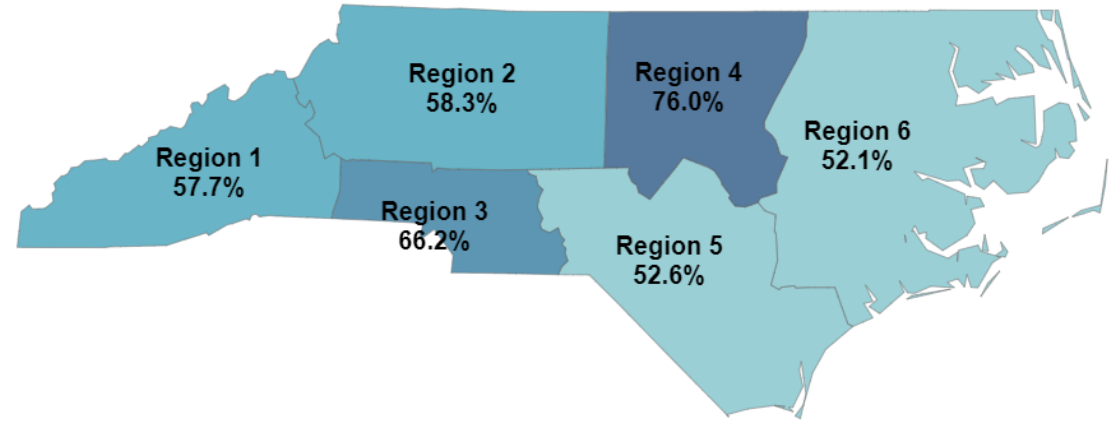 Region 1
57.7%
Region 2
58.3%
Region 3
66.2%
Region 4
76.0%
Region 5
52.6%
Region 6
52.1%